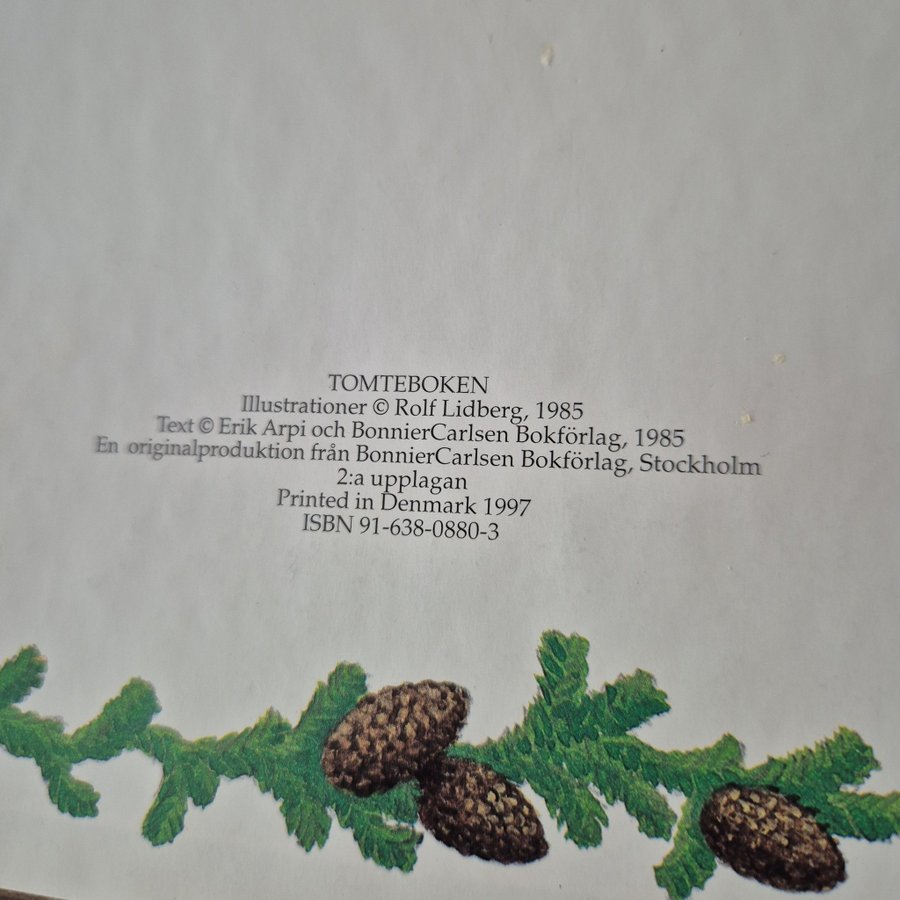 TOMTEBOKEN
Illustrationer © Rolf Lidberg, 1985
Text © Erik Arpi och BonnierCarlsen Bokförlag, 1985
En originalproduktion från BonnierCarlsen Bokförlag, Stockholm
2:a upplagan
Printed in Denmark 1997
ISBN 91-638-0880-3